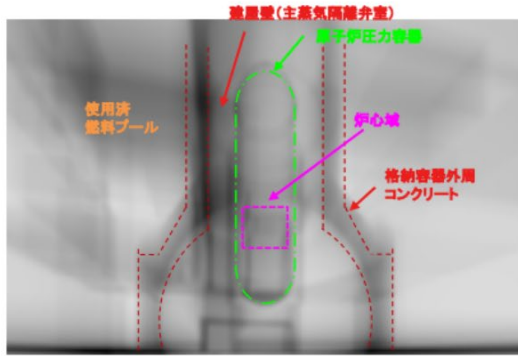 建屋壁（主蒸気隔離弁室）
原子炉圧力容器
使用済
燃料プール
炉心域
格納容器外周
コンクリート